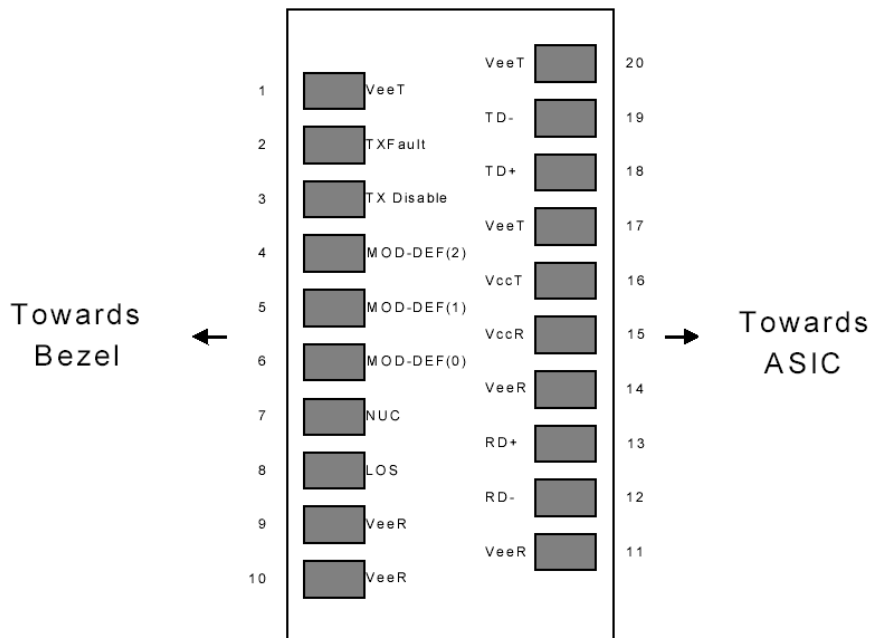 VeeT 20
1 VeeT
TD- 19
2 TXFault
TD+ 18
3 TX Disable
VeeT 17
4 MOD-DEF(2)
VccT 16
5 MOD-DEF(1)
Towards
Bezel
VccR 15
Towards
ASIC
6 MOD-DEF(0)
VeeR 14
7 NUC
RD+ 13
8 LOS
RD- 12
9 VeeR
VeeR 11
10 VeeR